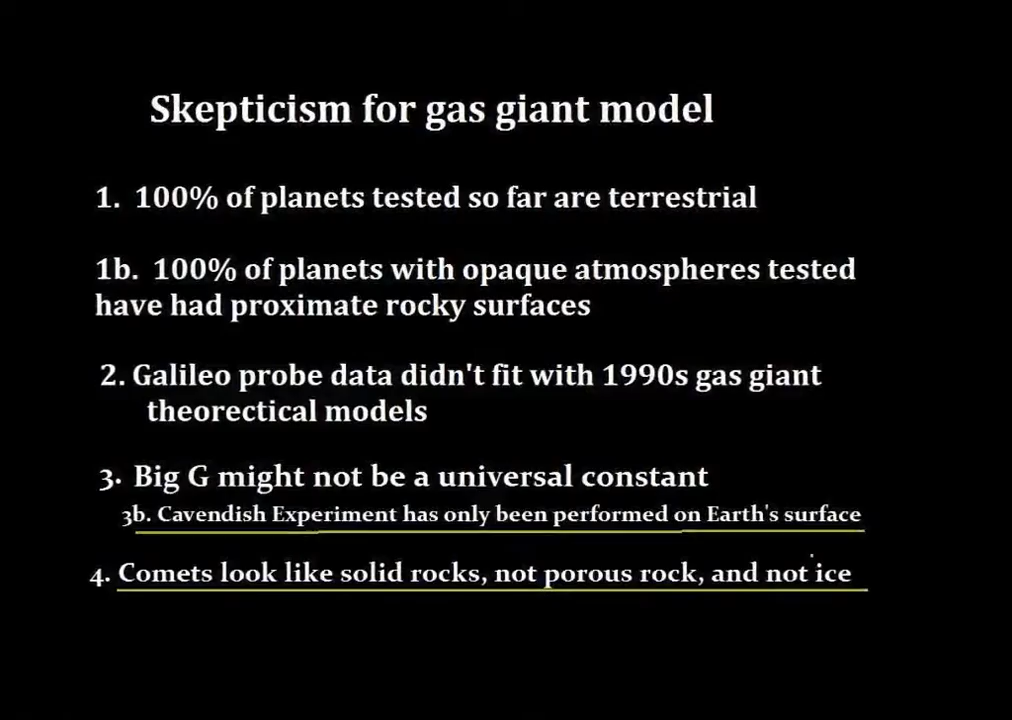 Skepticism for gas giant model
1. 100% of planets tested so far are terrestrial
1b. 100% of planets with opaque atmospheres tested
have had proximate rocky surfaces
2. Galileo probe data didn't fit with 1990s gas giant
theorectical models
3. Big G might not be a universal constant
3b. Cavendish Experiment has only been performed on Earth's surface
4. Comets look like solid rocks, not porous rock, and not ice